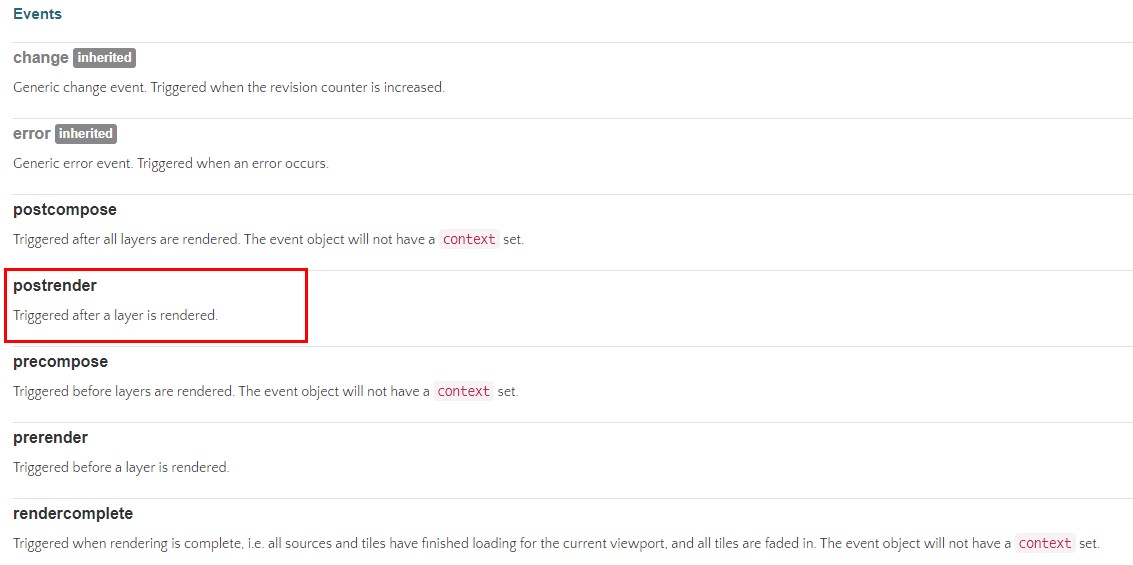 Events
change inherited
Generic change event. Triggered when the revision counter is increased.
error inherited
Generic error event. Triggered when an error occurs.
postcompose
Triggered after all layers are rendered. The event object will not have a context set.
postrender
Triggered after a layer is rendered.
precompose
Triggered before layers are rendered. The event object will not have a context set.
prerender
Triggered before a layer is rendered.
rendercomplete
Triggered when rendering is complete, i.e. all sources and tiles have finished loading for the current viewport, and all tiles are faded in. The event object will not have a context set.